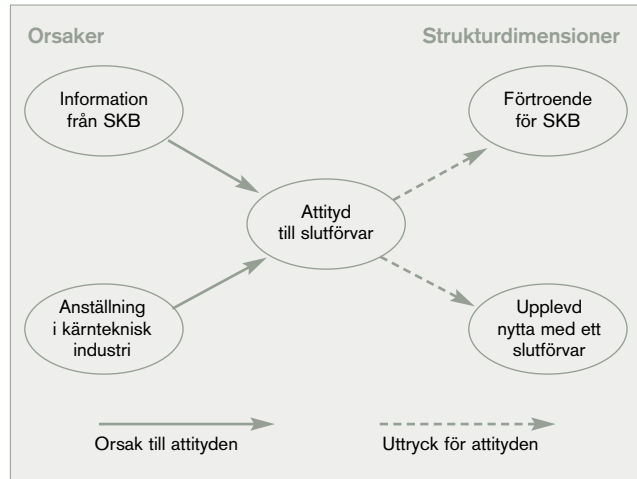 Orsaker
Strukturdimensioner
Information
från SKB
Förtroende
för SKB
Attityd
till slutförvar
Anställning
i kärnteknisk
industri
Upplevd
nytta med ett
slutförvar
Orsak till attityden
Uttryck för attityden